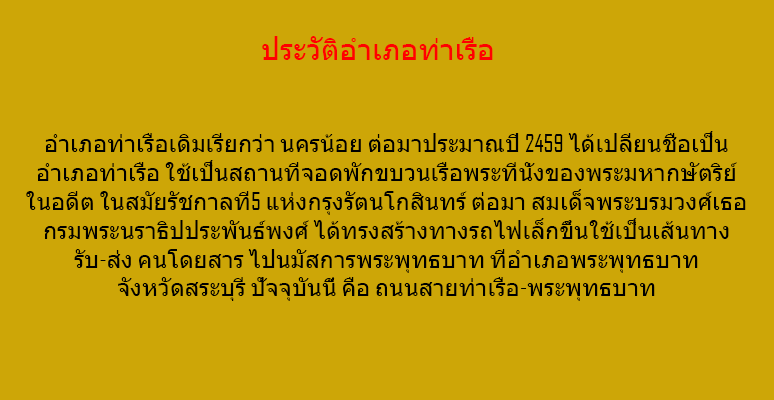 ประวัติอำเภอท่าเรือ
อำเภอท่าเรือเดิมเรียกว่า นครน้อย ต่อมาประมาณปี 2459 ได้เปลี่ยนชื่อเป็น
อำเภอท่าเรือ ใช้เป็นสถานที่จอดพักขบวนเรือพระที่นั่งของพระมหากษัตริย์
ในอดีต ในสมัยรัชกาลที่5 แห่งกรุงรัตนโกสินทร์ ต่อมา สมเด็จพระบรมวงศ์เธอ
กรมพระนราธิปประพันธ์พงศ์ ได้ทรงสร้างทางรถไฟเล็กขึ้นใช้เป็นเส้นทาง
รับ-ส่ง คนโดยสาร ไปนมัสการพระพุทธบาท ที่อำเภอพระพุทธบาท
จังหวัดสระบุรี ปัจจุบันนี้ คือ ถนนสายท่าเรือ-พระพุทธบาท